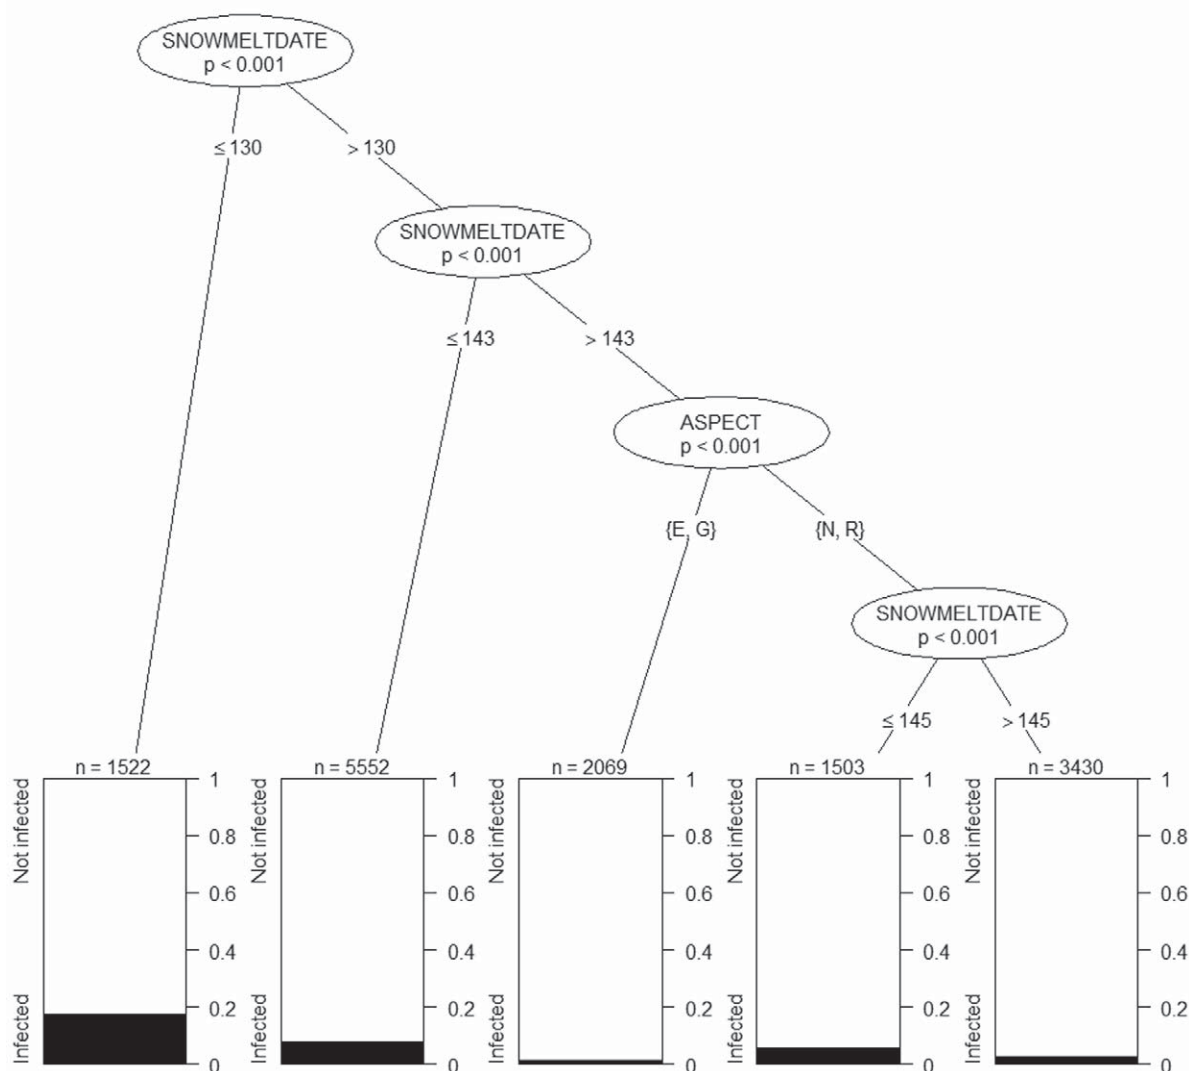 SNOWMELTDATE
p < 0.001
≤ 130
> 130
SNOWMELTDATE
p < 0.001
≤ 143
> 143
ASPECT
p < 0.001
{E, G}
{N, R}
SNOWMELTDATE
p < 0.001
≤ 145
> 145
n = 1522
Not infected
Infected
1
0.8
0.6
0.4
0.2
0
n = 5552
Not infected
Infected
1
0.8
0.6
0.4
0.2
0
n = 2069
Not infected
Infected
1
0.8
0.6
0.4
0.2
0
n = 1503
Not infected
Infected
1
0.8
0.6
0.4
0.2
0
n = 3430
Not infected
Infected
1
0.8
0.6
0.4
0.2
0